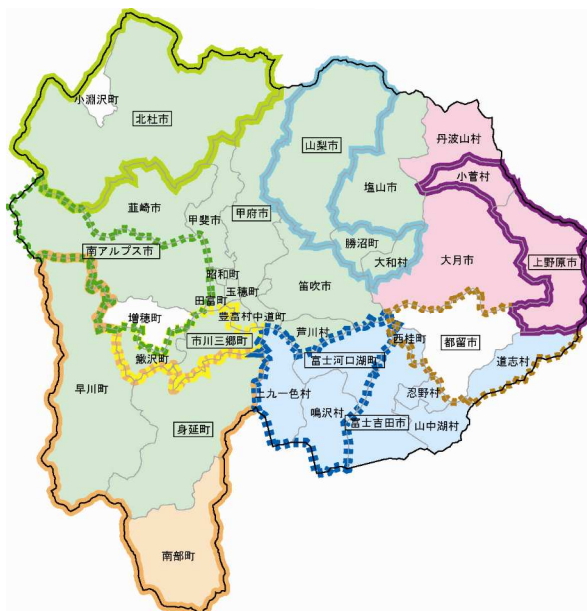 小淵沢町
北杜市
丹波山村
山梨市
小菅村
塩山市
韮崎市
甲斐市
甲府市
勝沼町
大和村
大月市
上野原市
南アルプス市
昭和町
笛吹市
玉穂町
田富町
増穂町
豊富村
中道町
芦川村
西桂町
都留市
市川三郷町
鰍沢町
富士河口湖町
道志村
早川町
上九一色村
鳴沢村
忍野村
身延町
富士吉田市
山中湖村
南部町